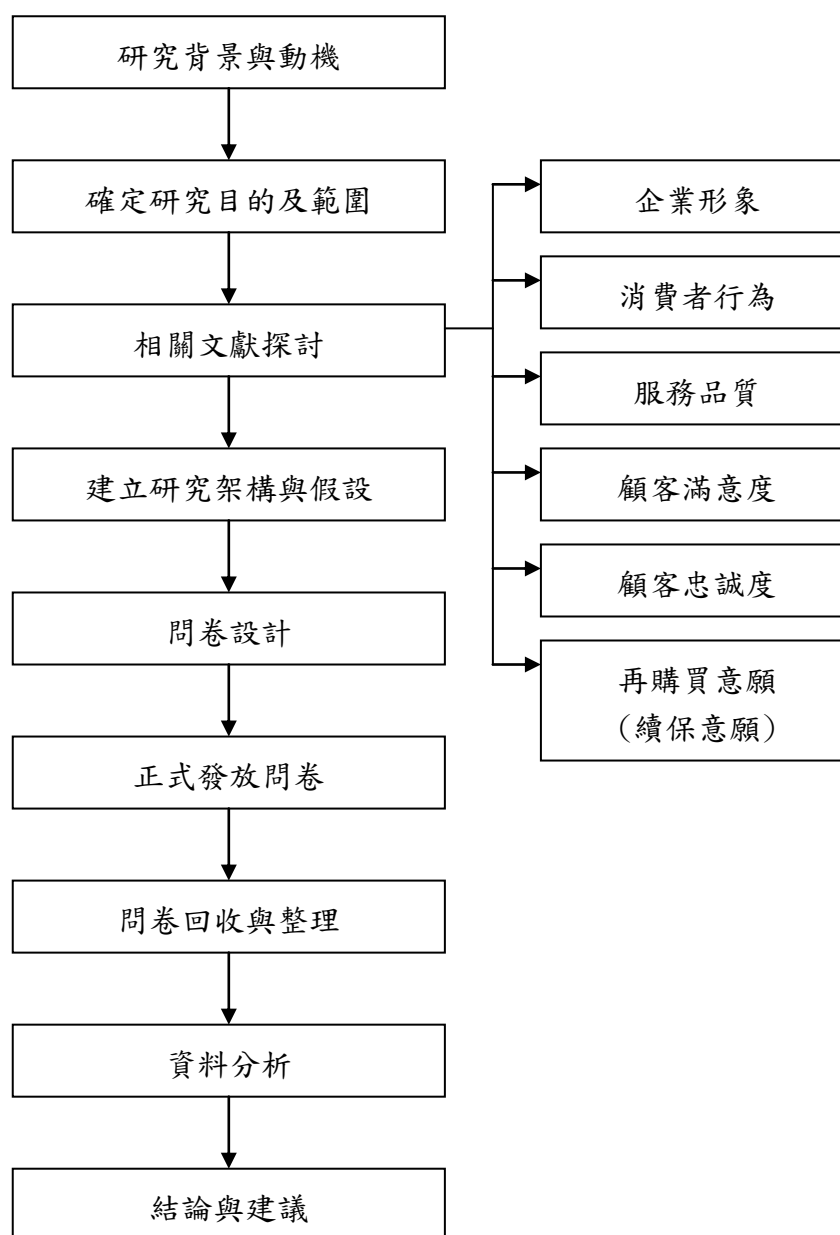 研究背景與動機
確定研究目的及範圍
相關文獻探討
建立研究架構與假設
問卷設計
正式發放問卷
問卷回收與整理
資料分析
結論與建議
企業形象
消費者行為
服務品質
顧客滿意度
顧客忠誠度
再購買意願
（續保意願）